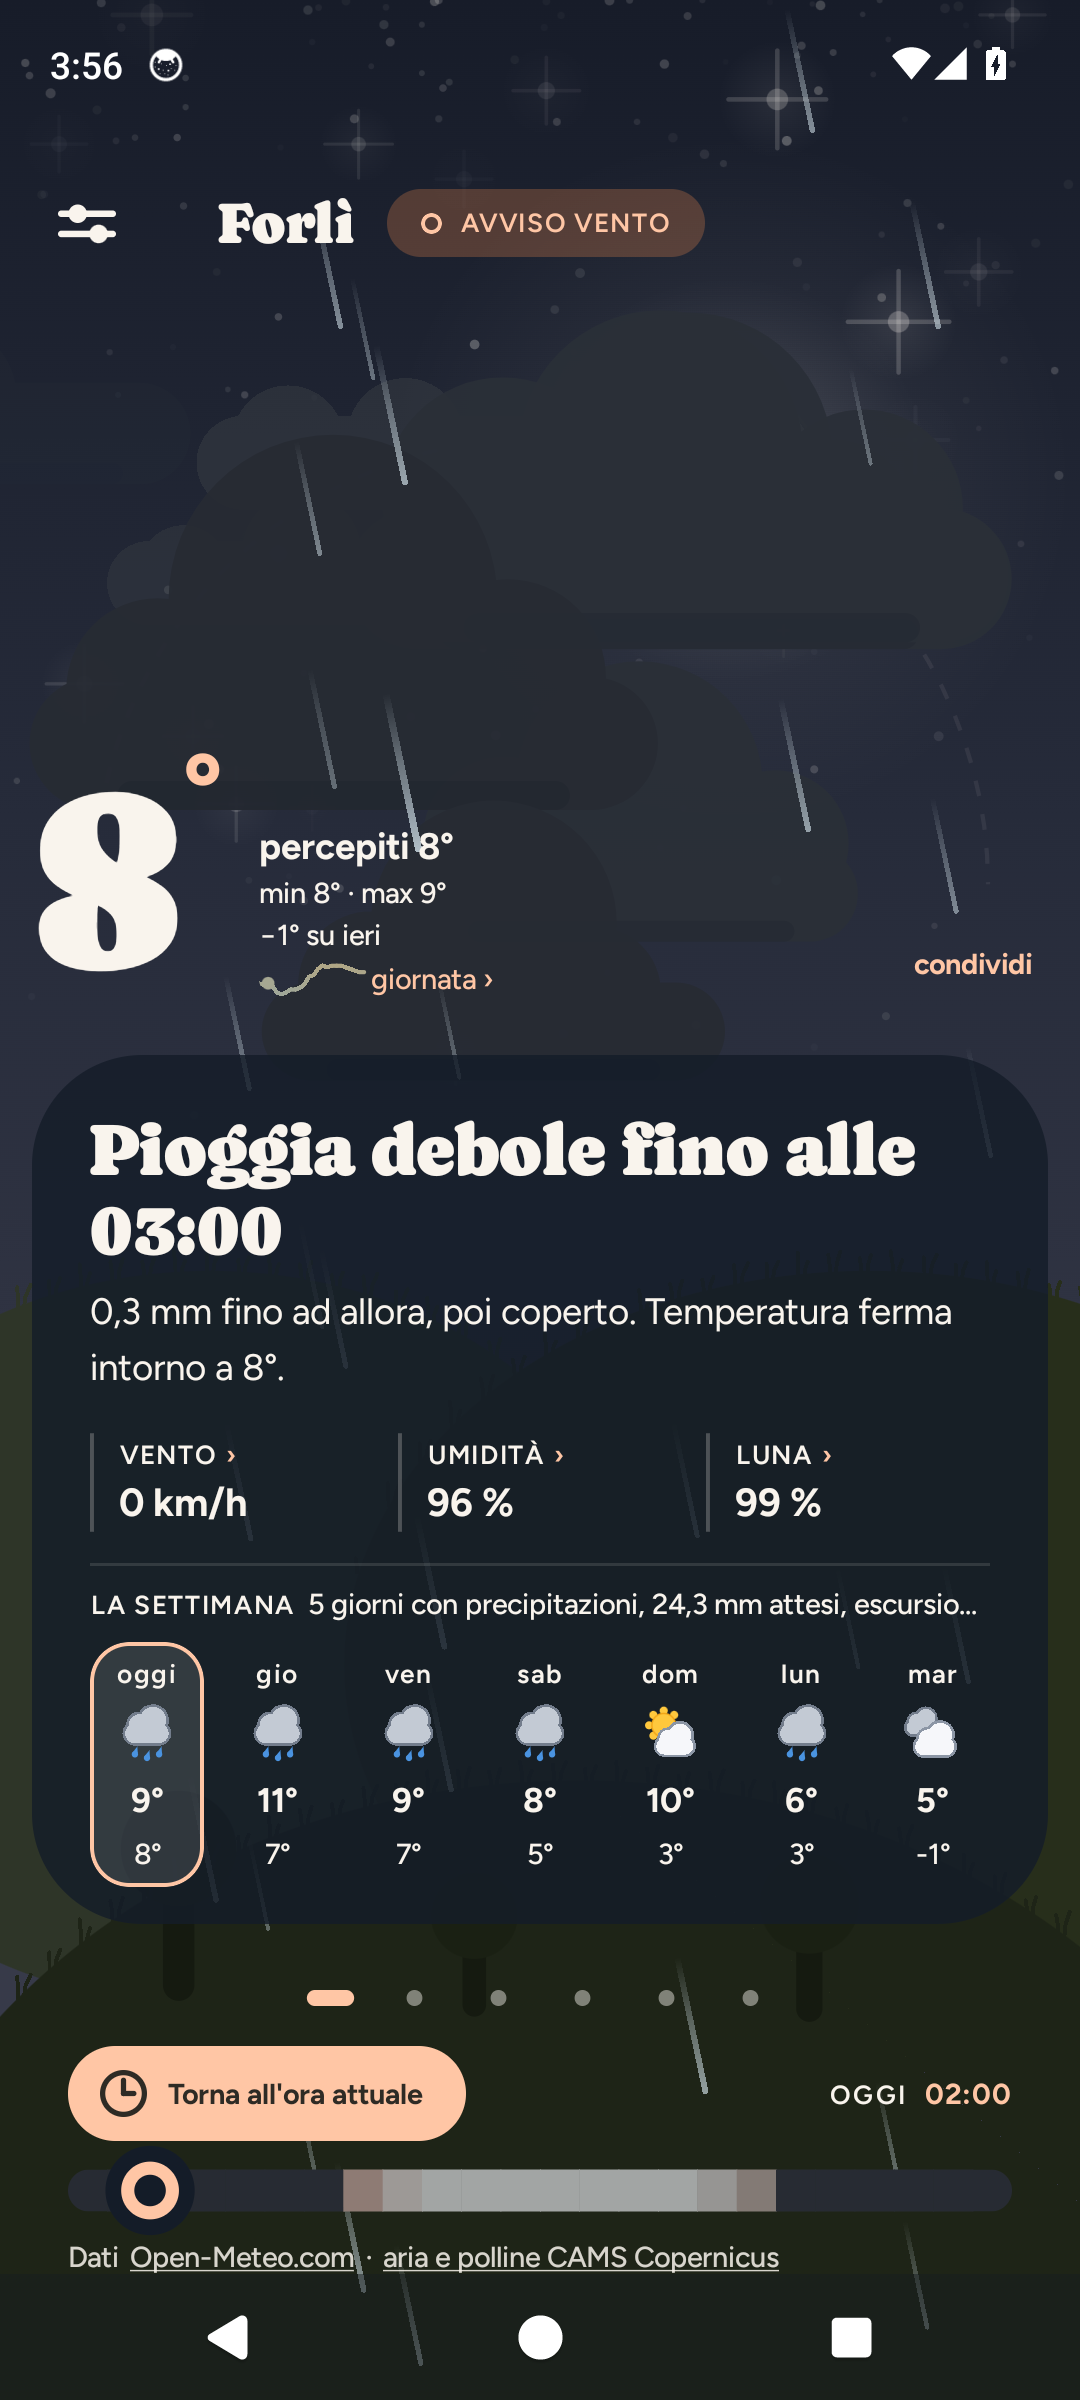 3:56
Forlì
AVVISO VENTO
8
percepiti 8°
min 8° · max 9°
−1° su ieri
giornata ›
condividi
Pioggia debole fino alle
03:00
0,3 mm fino ad allora, poi coperto. Temperatura ferma
intorno a 8°.
VENTO › UMIDITÀ › LUNA ›
0 km/h 96 % 99 %
LA SETTIMANA 5 giorni con precipitazioni, 24,3 mm attesi, escursio...
oggi gio ven sab dom lun mar
9° 11° 9° 8° 10° 6° 5°
8° 7° 7° 5° 3° 3° -1°
Torna all'ora attuale
OGGI 02:00
Dati Open-Meteo.com · aria e polline CAMS Copernicus